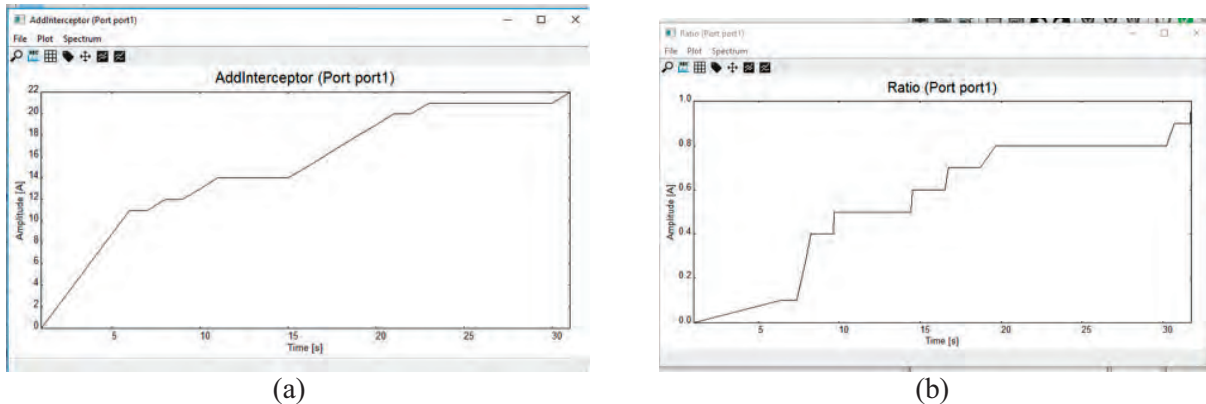 AddInterceptor (Port port1)
File Plot Spectrum
AddInterceptor (Port port1)
22
20
18
16
14
12
10
8
6
4
2
0
Amplitude [A]
5 10 15 20 25 30
Time [s]
(a)
Ratio (Port port1)
File Plot Spectrum
Ratio (Port port1)
1.0
0.8
0.6
0.4
0.2
0.0
Amplitude [A]
5 10 15 20 25 30
Time [s]
(b)